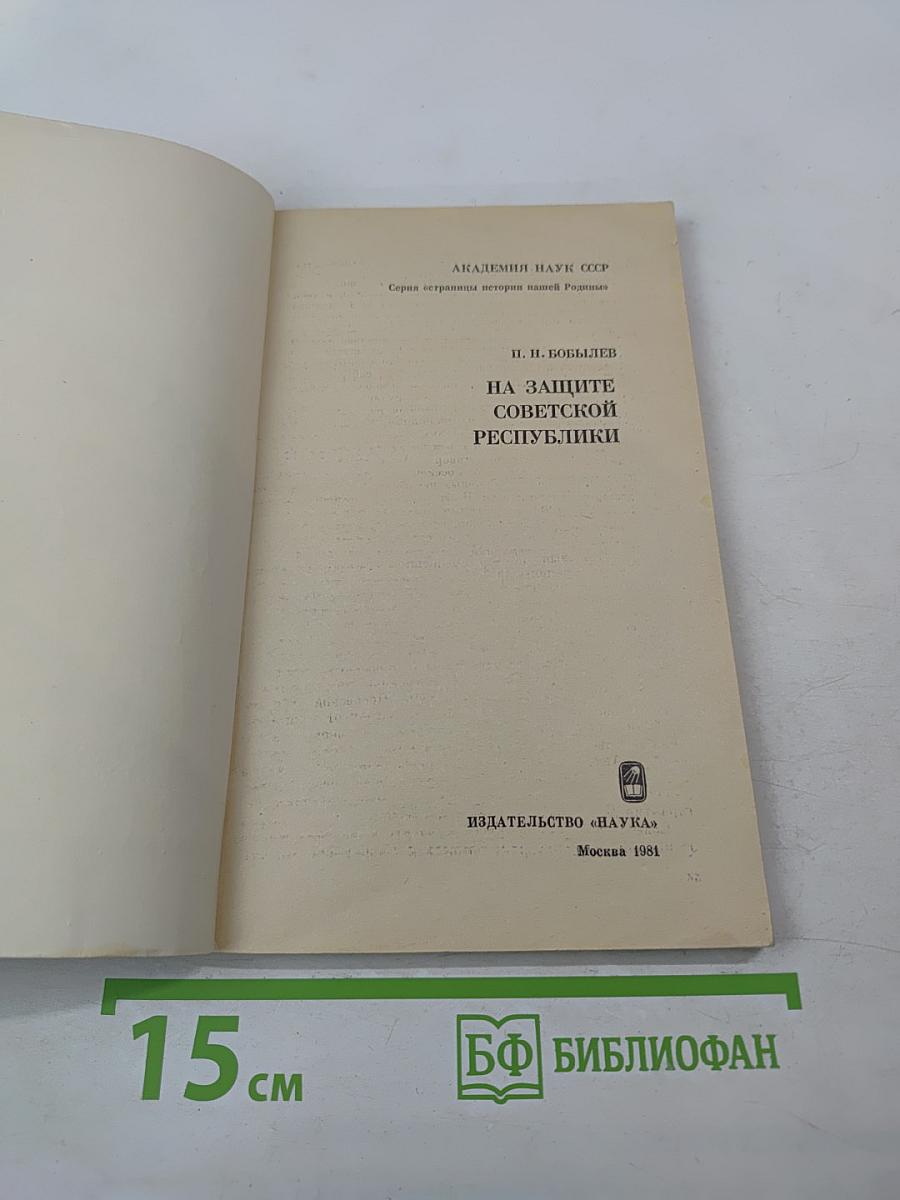 АКАДЕМИЯ НАУК СССР
Серия «страницы истории нашей Родины»
П. Н. БОБЫЛЕВ
НА ЗАЩИТЕ
СОВЕТСКОЙ
РЕСПУБЛИКИ
ИЗДАТЕЛЬСТВО «НАУКА»
Москва 1981
15 см
БФ БИБЛИОФАН